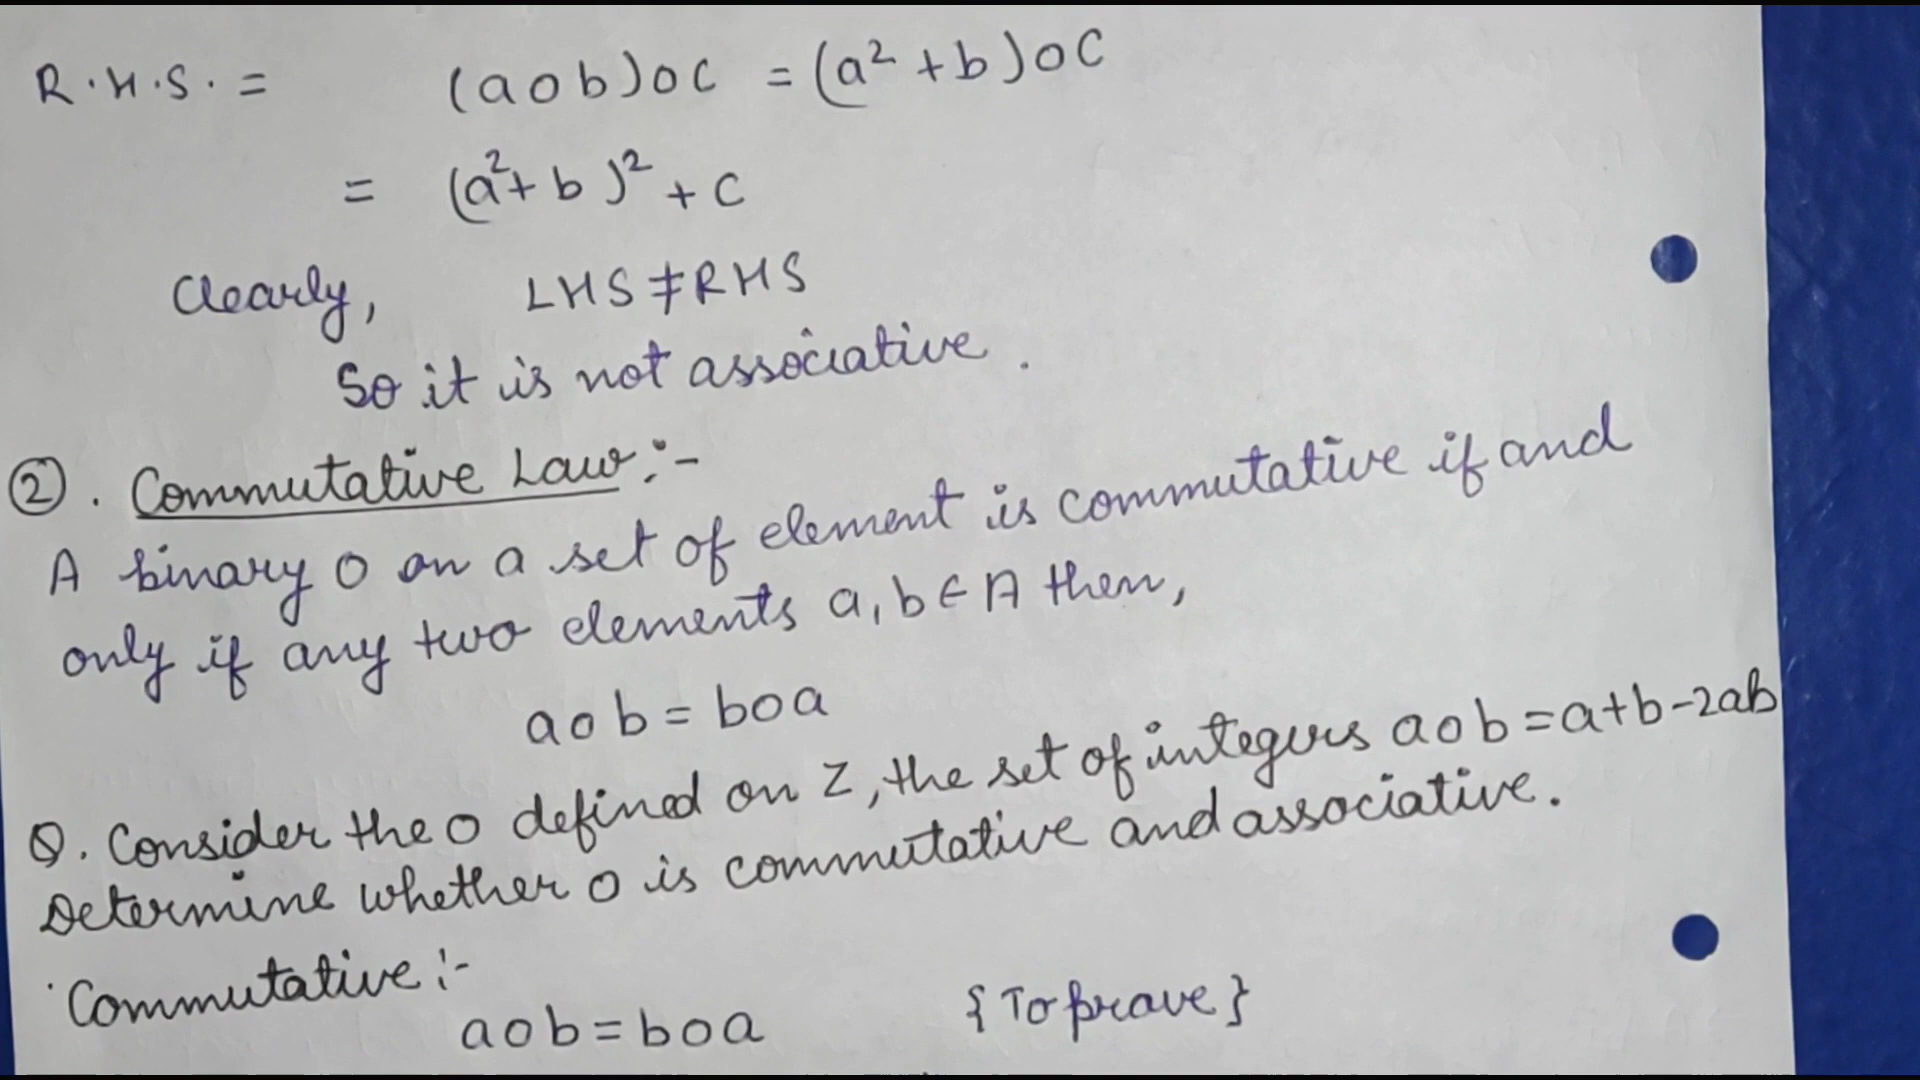 R.H.S. = (aob)oC = (a² + b)oC
= (a² + b)² + C
Clearly, LHS ≠ RHS
So it is not associative.
②. Commutative Law :-
A binary o on a set of element is commutative if and
only if any two elements a, b ∈ A then,
aob = boa
Q. Consider the o defined on Z, the set of integers aob = a+b-2ab
Determine whether o is commutative and associative.
Commutative :-
aob = boa {To prove}